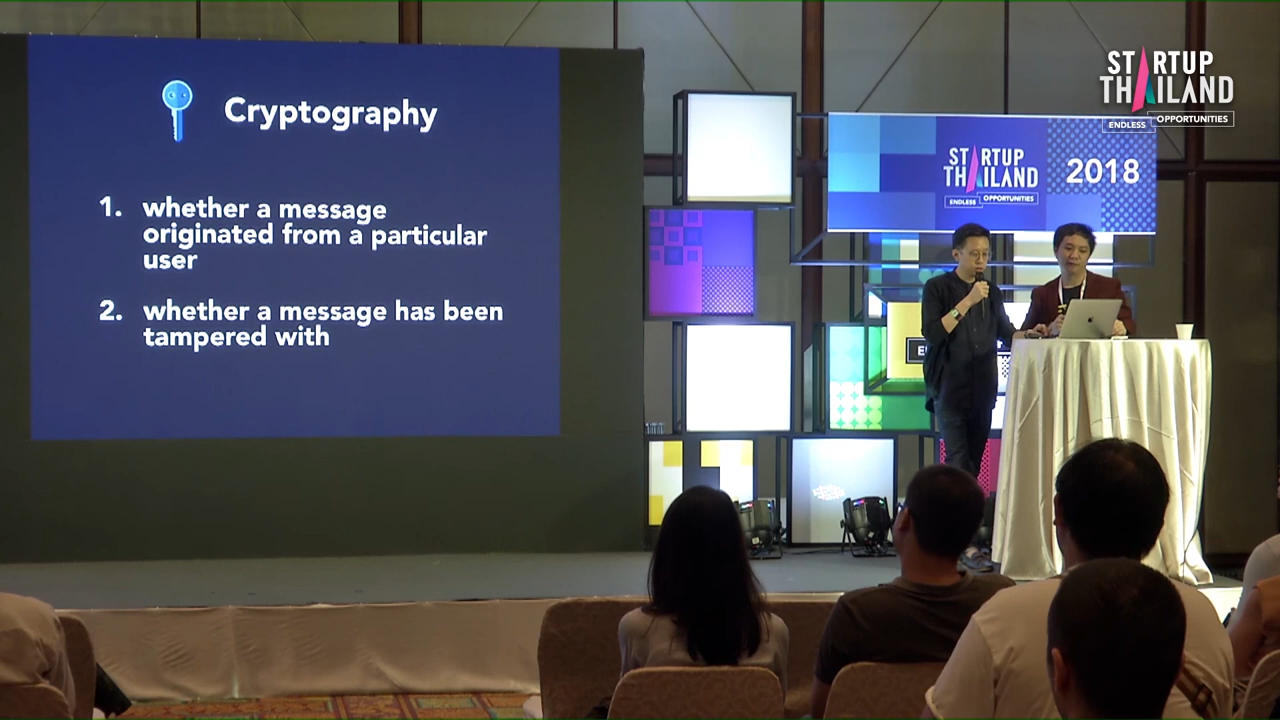 Cryptography
1. whether a message
originated from a particular
user
2. whether a message has been
tampered with
STARTUP
THAILAND
ENDLESS OPPORTUNITIES
2018
STARTUP
THAILAND
ENDLESS OPPORTUNITIES